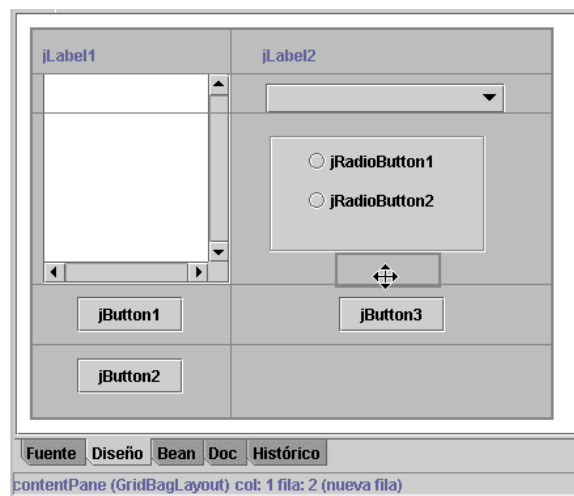 jLabel1 jLabel2
jRadioButton1
jRadioButton2
jButton1 jButton3
jButton2
Fuente Diseño Bean Doc Histórico
contentPane (GridBagLayout) col: 1 fila: 2 (nueva fila)